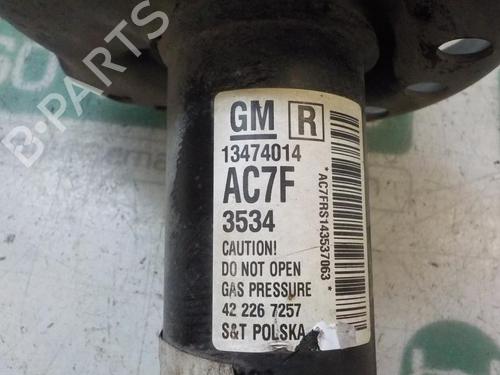 GM R
13474014
AC7F
3534
CAUTION!
DO NOT OPEN
GAS PRESSURE
42 226 7257
S&T POLSKA
*AC7FRS143537063*
B-PARTS